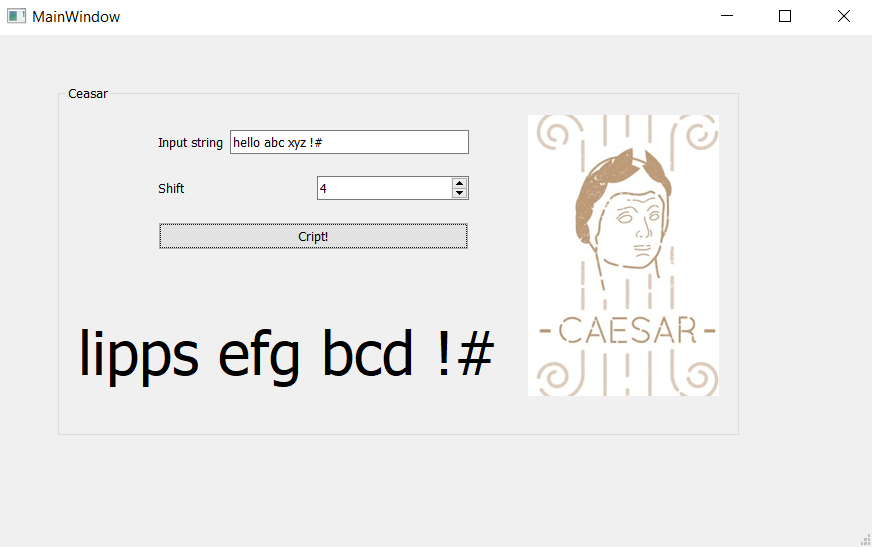 MainWindow
Ceasar
Input string hello abc xyz !#
Shift 4
Cript!
lipps efg bcd !#
-CAESAR-